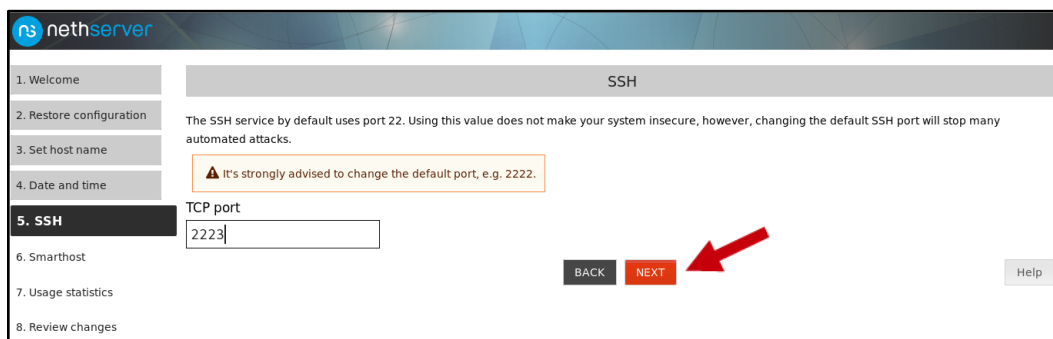 ns nethserver
1. Welcome
2. Restore configuration
3. Set host name
4. Date and time
5. SSH
6. Smarthost
7. Usage statistics
8. Review changes
SSH
The SSH service by default uses port 22. Using this value does not make your system insecure, however, changing the default SSH port will stop many
automated attacks.
It's strongly advised to change the default port, e.g. 2222.
TCP port
2223
BACK NEXT Help